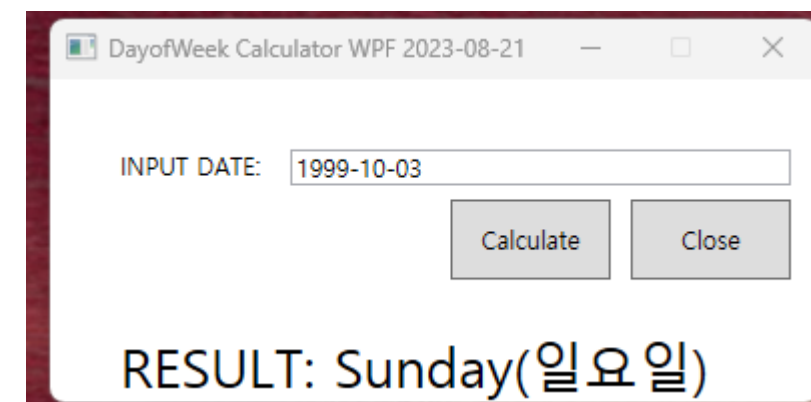 DayofWeek Calculator WPF 2023-08-21
INPUT DATE: 1999-10-03
Calculate Close
RESULT: Sunday(일요일)